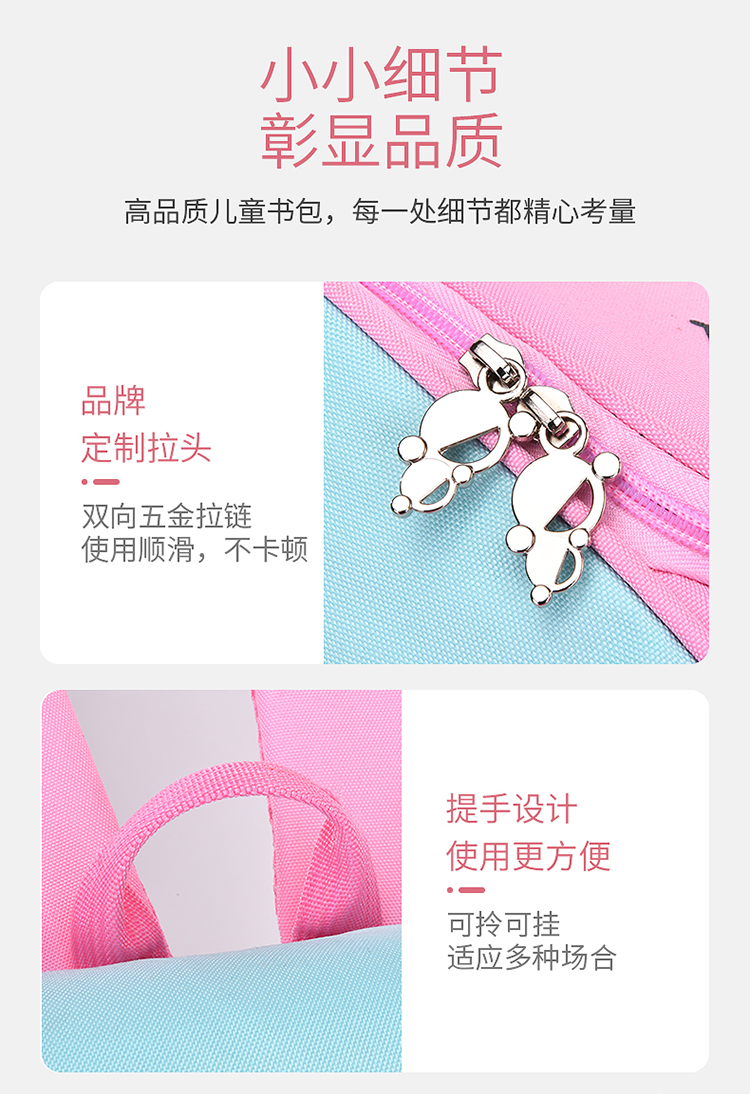 小小细节
彰显品质
高品质儿童书包，每一处细节都精心考量
品牌
定制拉头
双向五金拉链
使用顺滑，不卡顿
提手设计
使用更方便
可拎可挂
适应多种场合